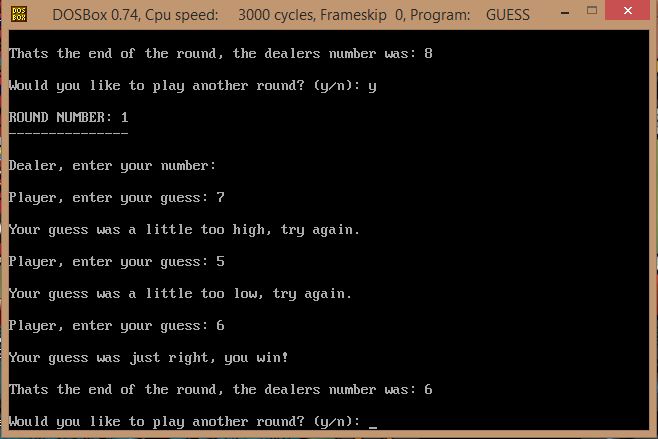 DOS BOX
DOSBox 0.74, Cpu speed: 3000 cycles, Frameskip 0, Program: GUESS
Thats the end of the round, the dealers number was: 8
Would you like to play another round? (y/n): y
ROUND NUMBER: 1
---------------
Dealer, enter your number:
Player, enter your guess: 7
Your guess was a little too high, try again.
Player, enter your guess: 5
Your guess was a little too low, try again.
Player, enter your guess: 6
Your guess was just right, you win!
Thats the end of the round, the dealers number was: 6
Would you like to play another round? (y/n): _